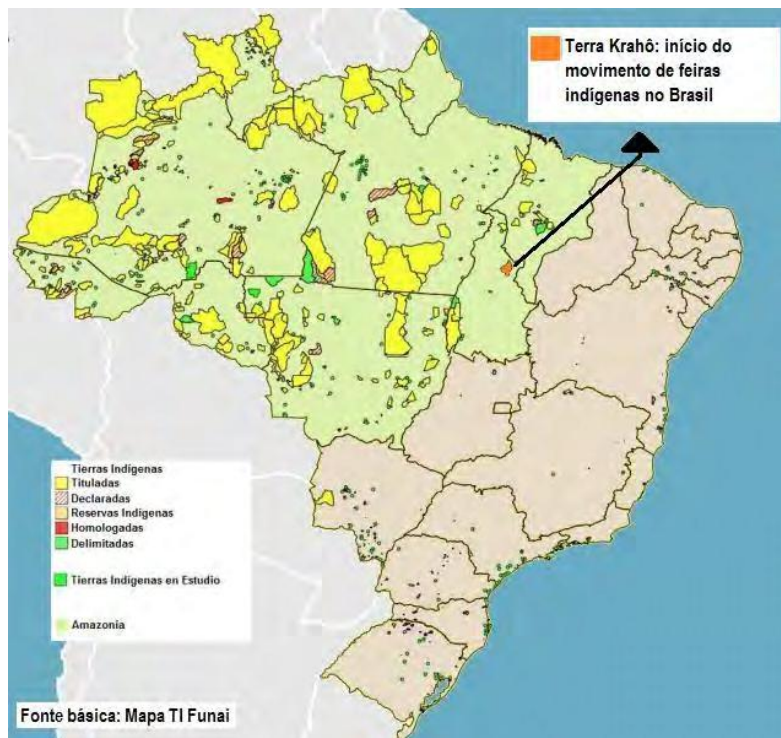 Terra Krahô: início do
movimento de feiras
indígenas no Brasil
Tierras Indígenas
Tituladas
Declaradas
Reservas Indígenas
Homologadas
Delimitadas
Tierras Indígenas en Estudio
Amazonia
Fonte básica: Mapa TI Funai